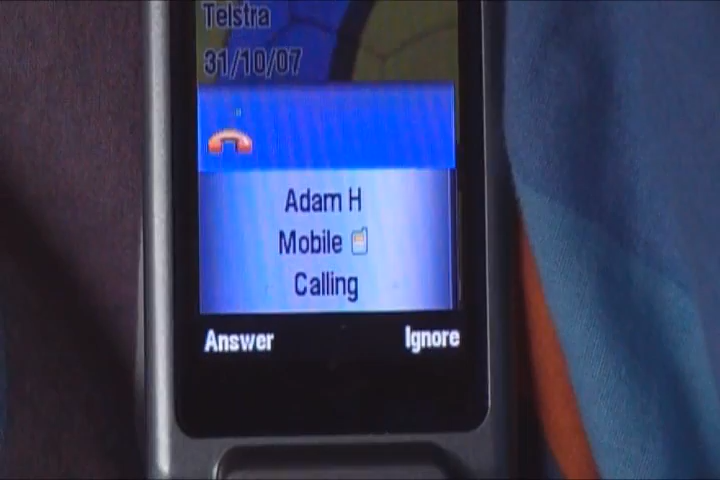 Telstra
31/10/07
Adam H
Mobile
Calling
Answer Ignore